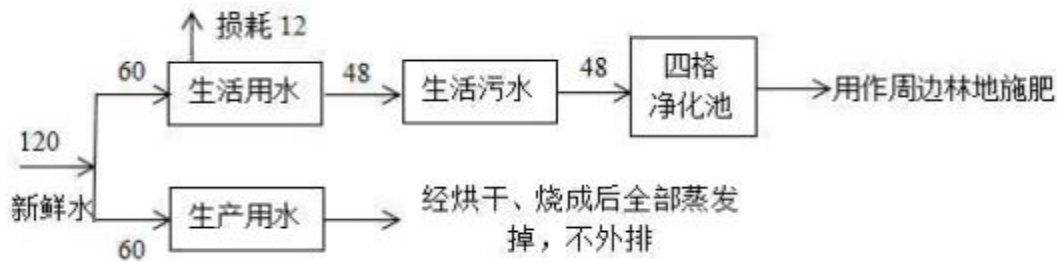 损耗 12
60
生活用水
48
生活污水
48
四格
净化池
用作周边林地施肥
120
新鲜水
60
生产用水
经烘干、烧成后全部蒸发
掉，不外排